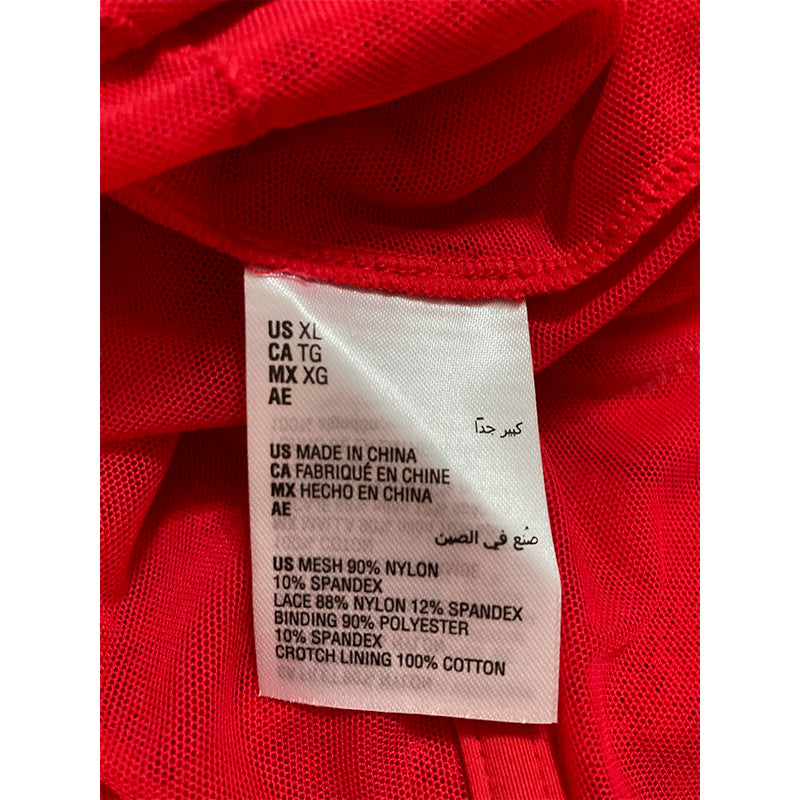 US XL
CA TG
MX XG
AE
كبير جدًا
US MADE IN CHINA
CA FABRIQUÉ EN CHINE
MX HECHO EN CHINA
AE
صُنع في الصين
US MESH 90% NYLON
10% SPANDEX
LACE 88% NYLON 12% SPANDEX
BINDING 90% POLYESTER
10% SPANDEX
CROTCH LINING 100% COTTON